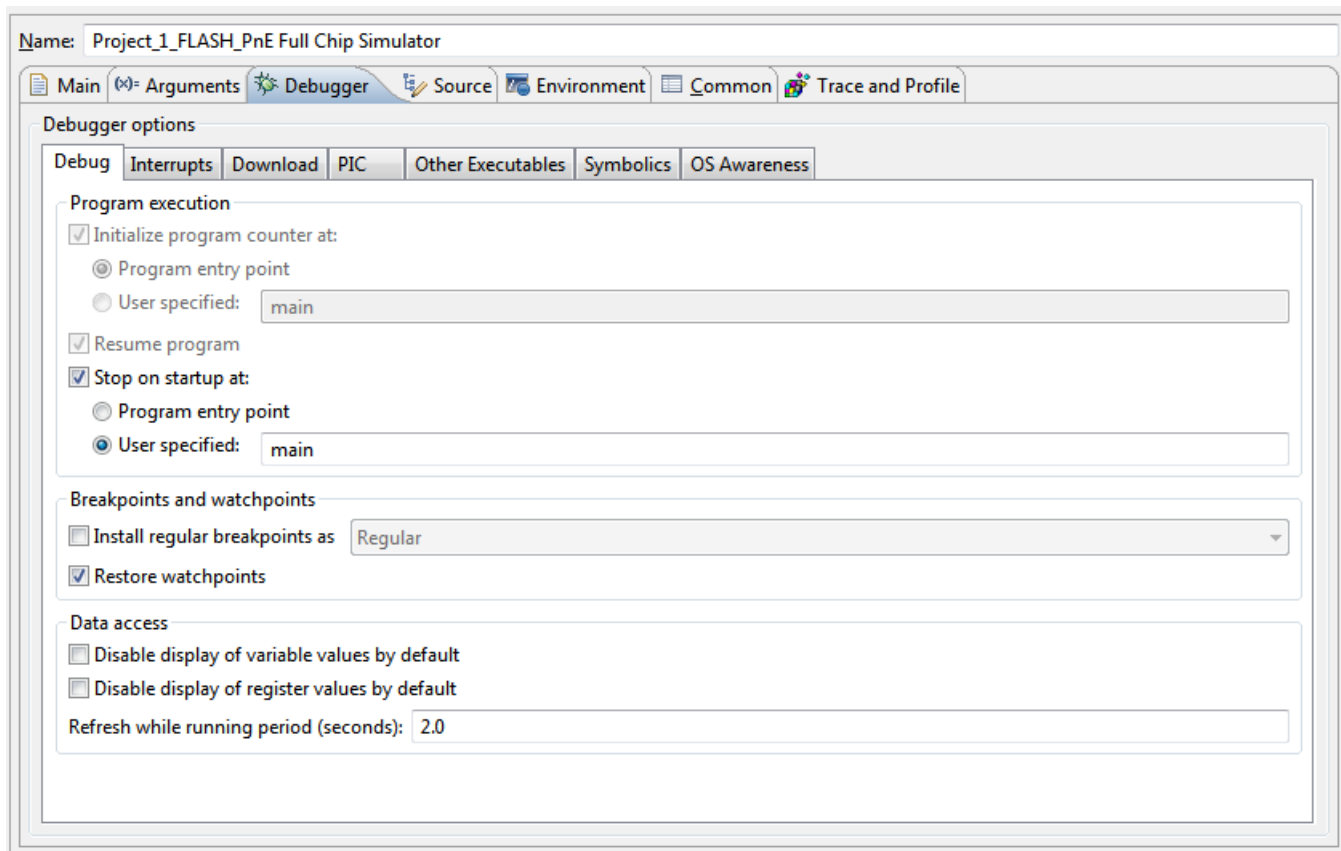 Name: Project_1_FLASH_PnE Full Chip Simulator
Main (x)= Arguments Debugger Source Environment Common Trace and Profile
Debugger options
Debug Interrupts Download PIC Other Executables Symbolics OS Awareness
Program execution
Initialize program counter at:
Program entry point
User specified: main
Resume program
Stop on startup at:
Program entry point
User specified: main
Breakpoints and watchpoints
Install regular breakpoints as Regular
Restore watchpoints
Data access
Disable display of variable values by default
Disable display of register values by default
Refresh while running period (seconds): 2.0